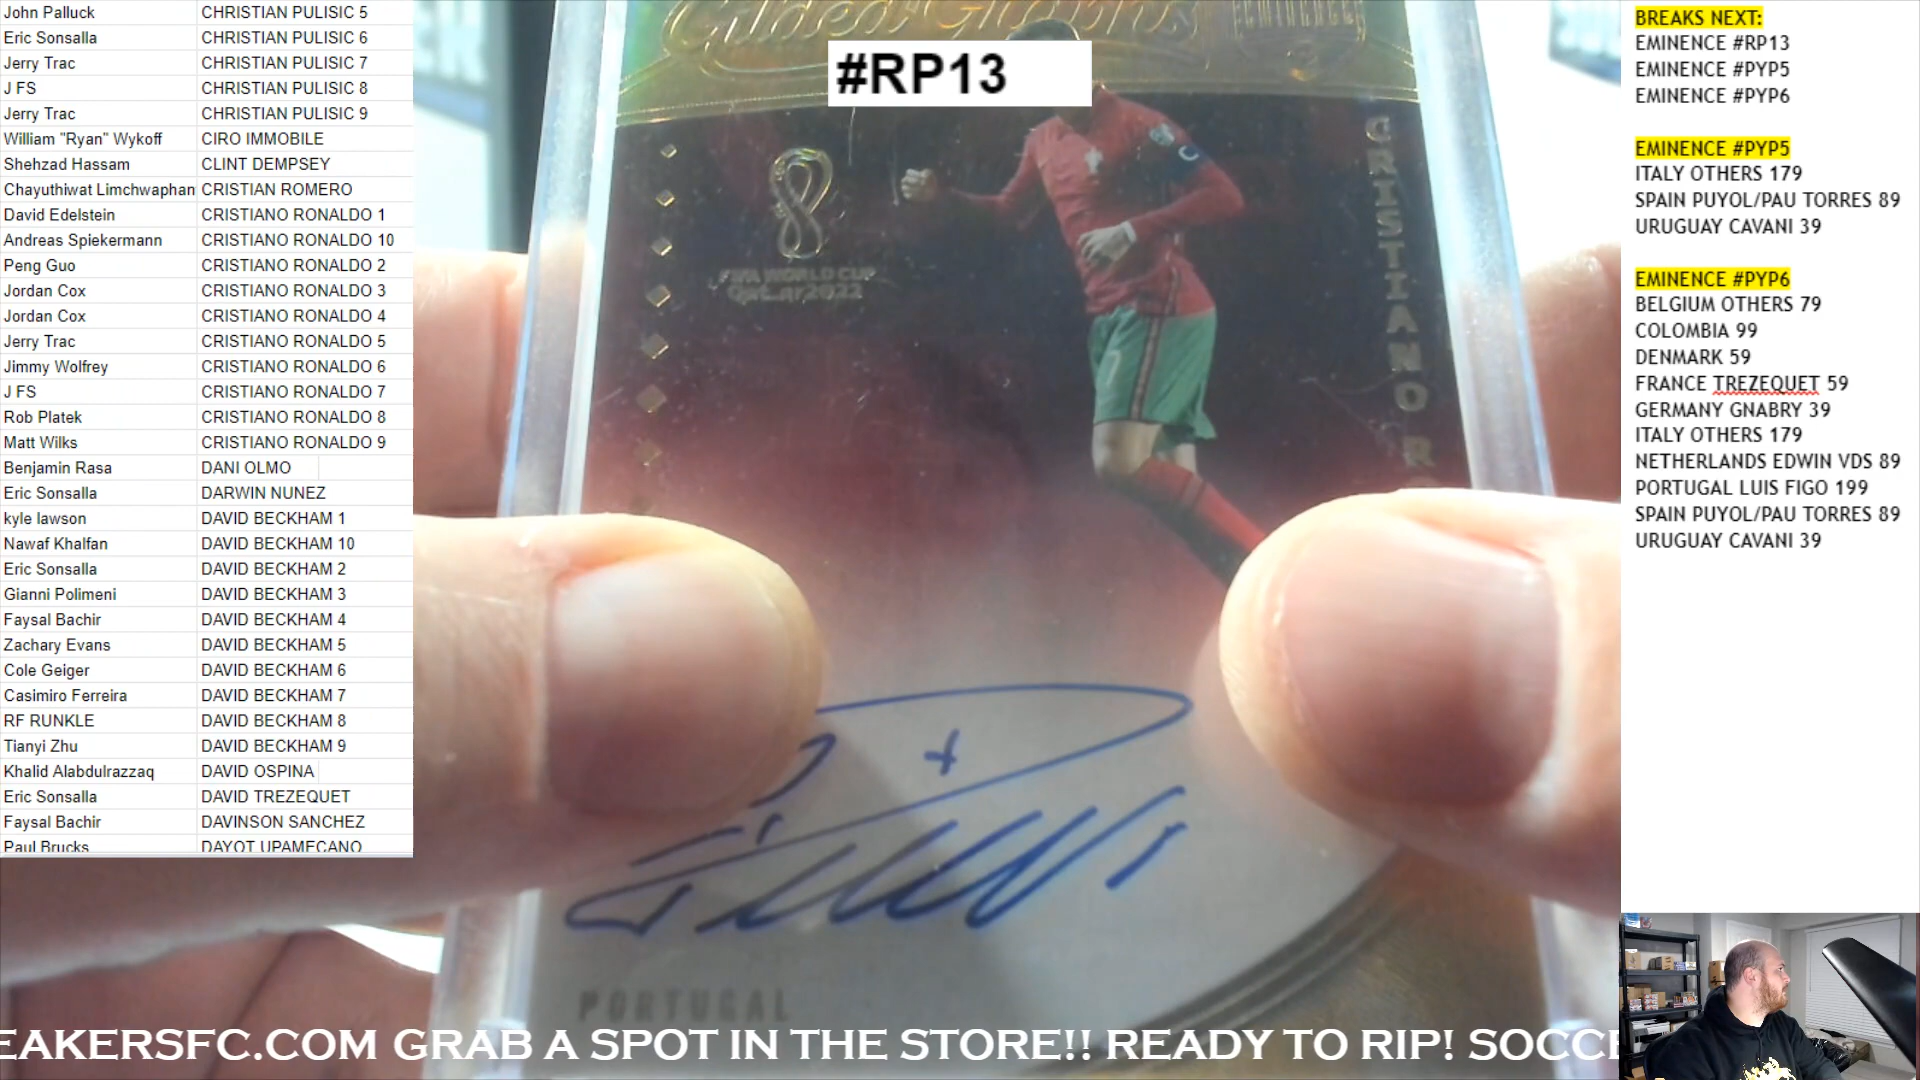 John Palluck CHRISTIAN PULISIC 5
Eric Sonsalla CHRISTIAN PULISIC 6
Jerry Trac CHRISTIAN PULISIC 7
J FS CHRISTIAN PULISIC 8
Jerry Trac CHRISTIAN PULISIC 9
William "Ryan" Wykoff CIRO IMMOBILE
Shehzad Hassam CLINT DEMPSEY
Chayuthiwat Limchwaphan CRISTIAN ROMERO
David Edelstein CRISTIANO RONALDO 1
Andreas Spiekermann CRISTIANO RONALDO 10
Peng Guo CRISTIANO RONALDO 2
Jordan Cox CRISTIANO RONALDO 3
Jordan Cox CRISTIANO RONALDO 4
Jerry Trac CRISTIANO RONALDO 5
Jimmy Wolfrey CRISTIANO RONALDO 6
J FS CRISTIANO RONALDO 7
Rob Platek CRISTIANO RONALDO 8
Matt Wilks CRISTIANO RONALDO 9
Benjamin Rasa DANI OLMO
Eric Sonsalla DARWIN NUNEZ
kyle lawson DAVID BECKHAM 1
Nawaf Khalfan DAVID BECKHAM 10
Eric Sonsalla DAVID BECKHAM 2
Gianni Polimeni DAVID BECKHAM 3
Faysal Bachir DAVID BECKHAM 4
Zachary Evans DAVID BECKHAM 5
Cole Geiger DAVID BECKHAM 6
Casimiro Ferreira DAVID BECKHAM 7
RF RUNKLE DAVID BECKHAM 8
Tianyi Zhu DAVID BECKHAM 9
Khalid Alabdulrazzaq DAVID OSPINA
Eric Sonsalla DAVID TREZEQUET
Faysal Bachir DAVINSON SANCHEZ
Paul Brucks DAYOT UPAMECANO
Gilded Glyphs
EMINENCE
#RP13
FIFA WORLD CUP
Qatar2022
CRISTIANO R
PORTUGAL
BREAKS NEXT:
EMINENCE #RP13
EMINENCE #PYP5
EMINENCE #PYP6
EMINENCE #PYP5
ITALY OTHERS 179
SPAIN PUYOL/PAU TORRES 89
URUGUAY CAVANI 39
EMINENCE #PYP6
BELGIUM OTHERS 79
COLOMBIA 99
DENMARK 59
FRANCE TREZEQUET 59
GERMANY GNABRY 39
ITALY OTHERS 179
NETHERLANDS EDWIN VDS 89
PORTUGAL LUIS FIGO 199
SPAIN PUYOL/PAU TORRES 89
URUGUAY CAVANI 39
EAKERSFC.COM GRAB A SPOT IN THE STORE!! READY TO RIP! SOCCE